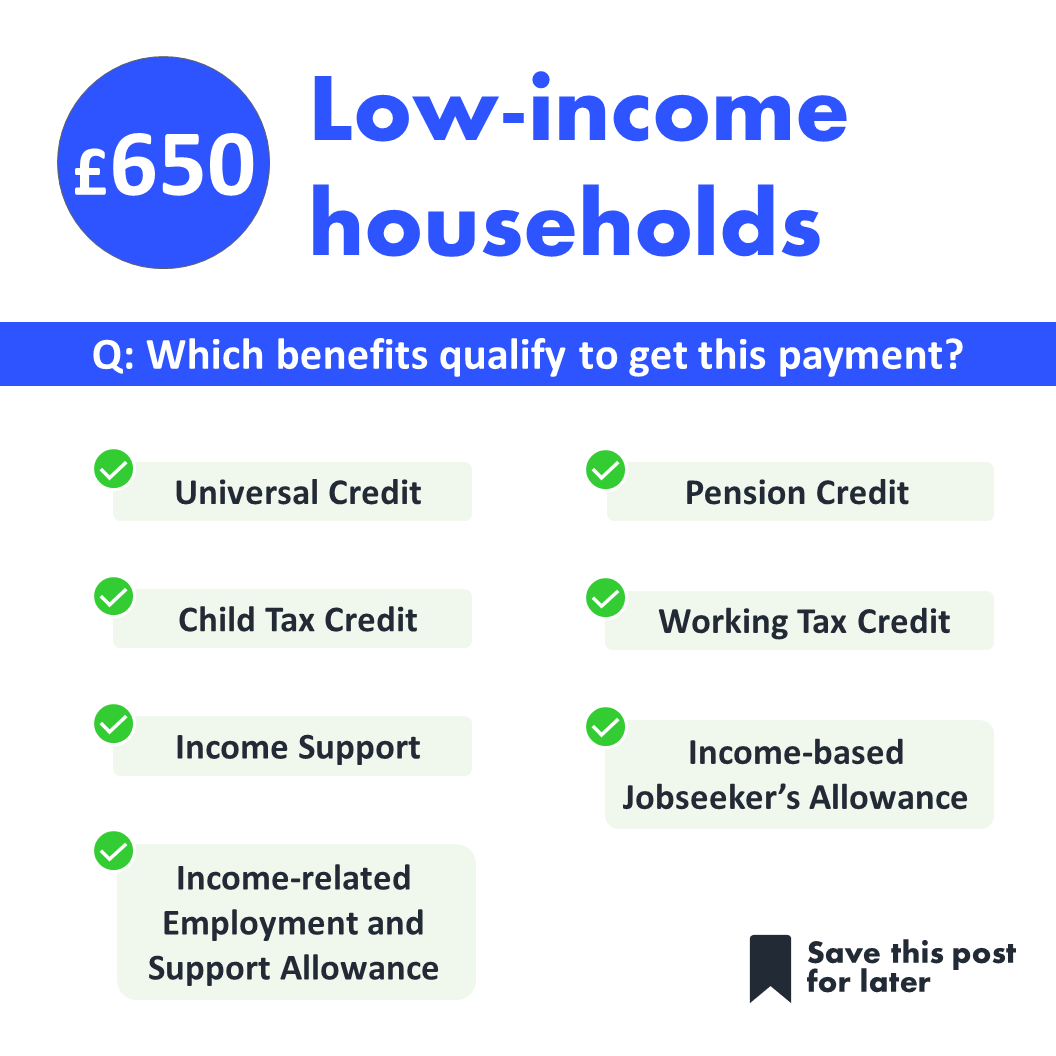 £650
Low-income
households
Q: Which benefits qualify to get this payment?
Universal Credit
Pension Credit
Child Tax Credit
Working Tax Credit
Income Support
Income-based
Jobseeker’s Allowance
Income-related
Employment and
Support Allowance
Save this post
for later